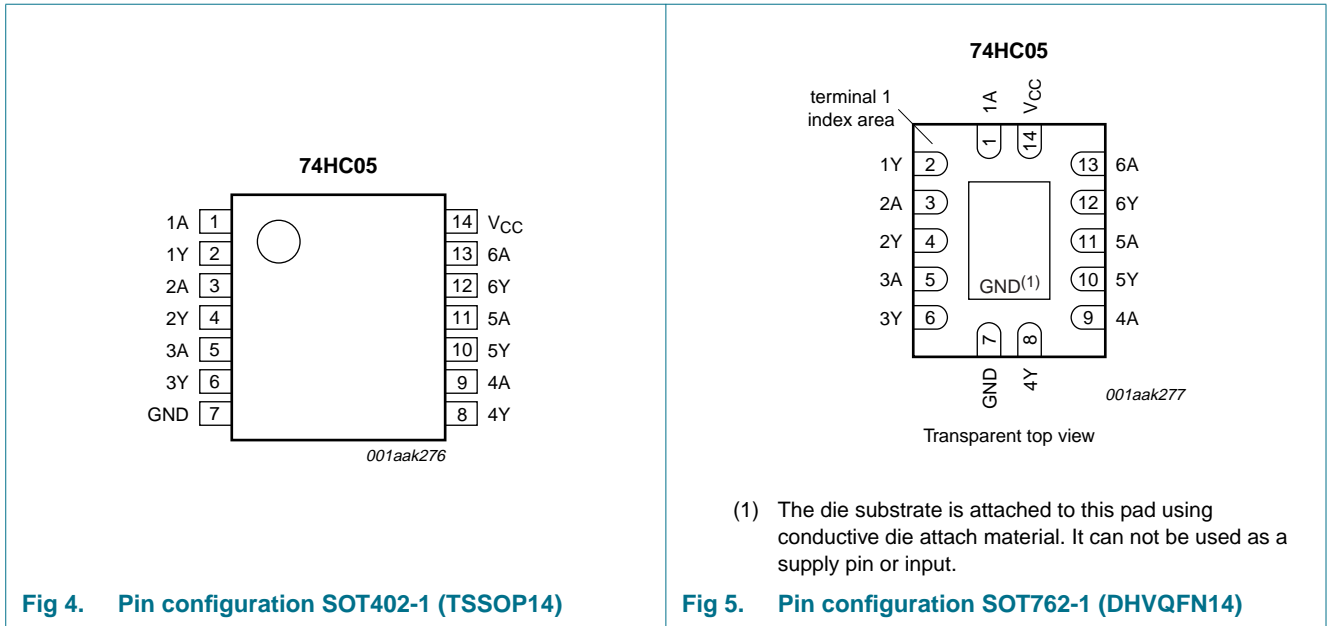 74HC05
1A 1 14 VCC
1Y 2 13 6A
2A 3 12 6Y
2Y 4 11 5A
3A 5 10 5Y
3Y 6 9 4A
GND 7 8 4Y
001aak276
Fig 4. Pin configuration SOT402-1 (TSSOP14)
74HC05
terminal 1
index area
1A VCC
1 14
1Y 2 13 6A
2A 3 12 6Y
2Y 4 11 5A
3A 5 GND(1) 10 5Y
3Y 6 9 4A
7 8
GND 4Y
001aak277
Transparent top view
(1) The die substrate is attached to this pad using
conductive die attach material. It can not be used as a
supply pin or input.
Fig 5. Pin configuration SOT762-1 (DHVQFN14)